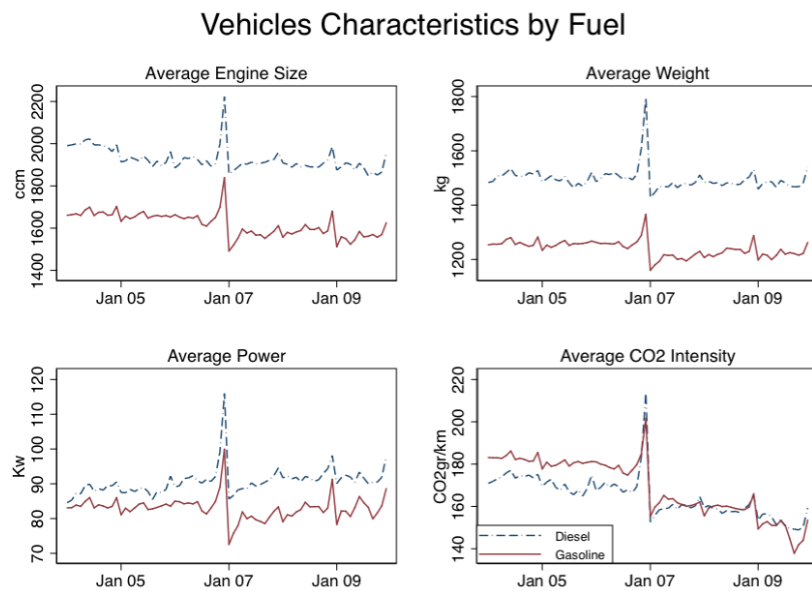 Vehicles Characteristics by Fuel
Average Engine Size
ccm
2200
2000
1800
1600
1400
Jan 05 Jan 07 Jan 09
Average Weight
kg
1800
1600
1400
1200
Jan 05 Jan 07 Jan 09
Average Power
Kw
120
110
100
90
80
70
Jan 05 Jan 07 Jan 09
Average CO2 Intensity
CO2gr/km
220
200
180
160
140
Diesel
Gasoline
Jan 05 Jan 07 Jan 09